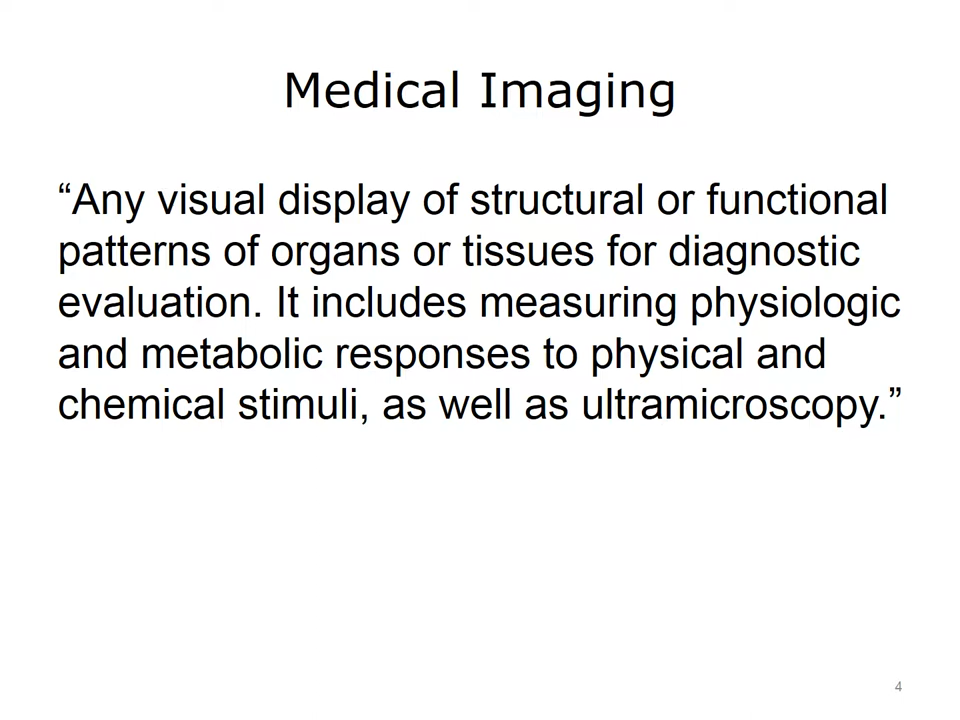 Medical Imaging
“Any visual display of structural or functional
patterns of organs or tissues for diagnostic
evaluation. It includes measuring physiologic
and metabolic responses to physical and
chemical stimuli, as well as ultramicroscopy.”
4